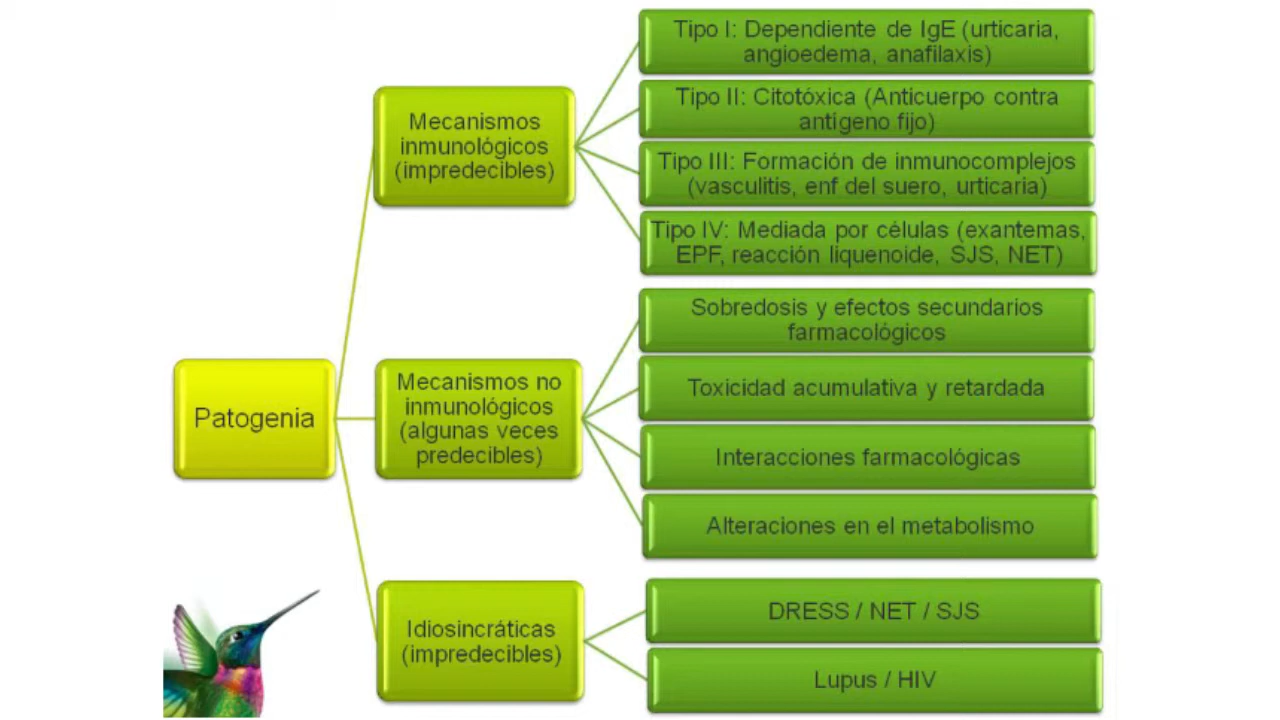 Patogenia
Mecanismos
inmunológicos
(impredecibles)
Tipo I: Dependiente de IgE (urticaria,
angioedema, anafilaxis)
Tipo II: Citotóxica (Anticuerpo contra
antígeno fijo)
Tipo III: Formación de inmunocomplejos
(vasculitis, enf del suero, urticaria)
Tipo IV: Mediada por células (exantemas,
EPF, reacción liquenoide, SJS, NET)
Mecanismos no
inmunológicos
(algunas veces
predecibles)
Sobredosis y efectos secundarios
farmacológicos
Toxicidad acumulativa y retardada
Interacciones farmacológicas
Alteraciones en el metabolismo
Idiosincráticas
(impredecibles)
DRESS / NET / SJS
Lupus / HIV